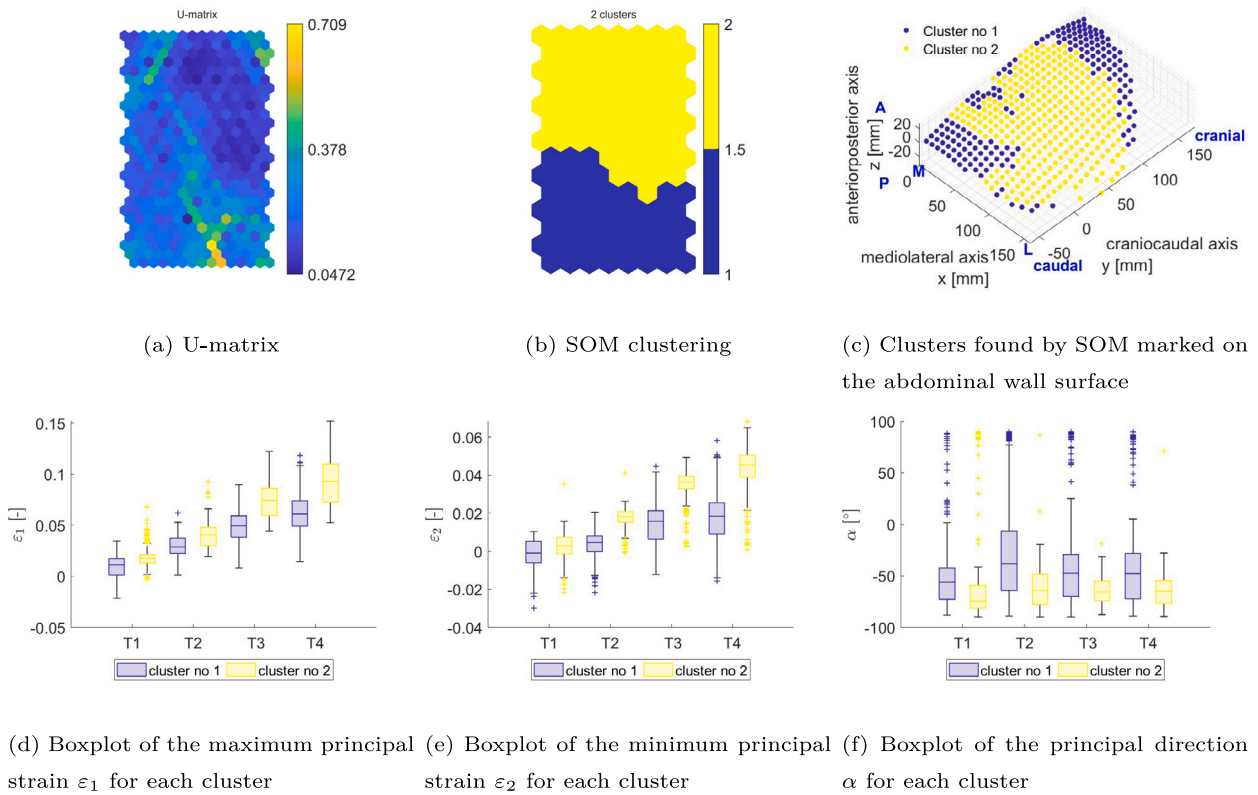 U-matrix
0.709
0.378
0.0472
2 clusters
2
1.5
1
Cluster no 1
Cluster no 2
A
P
M
L
cranial
caudal
anteriorposterior axis
z [mm]
20
0
-20
mediolateral axis
x [mm]
0
50
100
150
craniocaudal axis
y [mm]
-50
0
50
100
150
(a) U-matrix
(b) SOM clustering
(c) Clusters found by SOM marked on
the abdominal wall surface
0.15
0.1
0.05
0
-0.05
ε1 [-]
T1 T2 T3 T4
cluster no 1 cluster no 2
0.06
0.04
0.02
0
-0.02
-0.04
ε2 [-]
T1 T2 T3 T4
cluster no 1 cluster no 2
100
50
0
-50
-100
α [°]
T1 T2 T3 T4
cluster no 1 cluster no 2
(d) Boxplot of the maximum principal
strain ε1 for each cluster
(e) Boxplot of the minimum principal
strain ε2 for each cluster
(f) Boxplot of the principal direction
α for each cluster